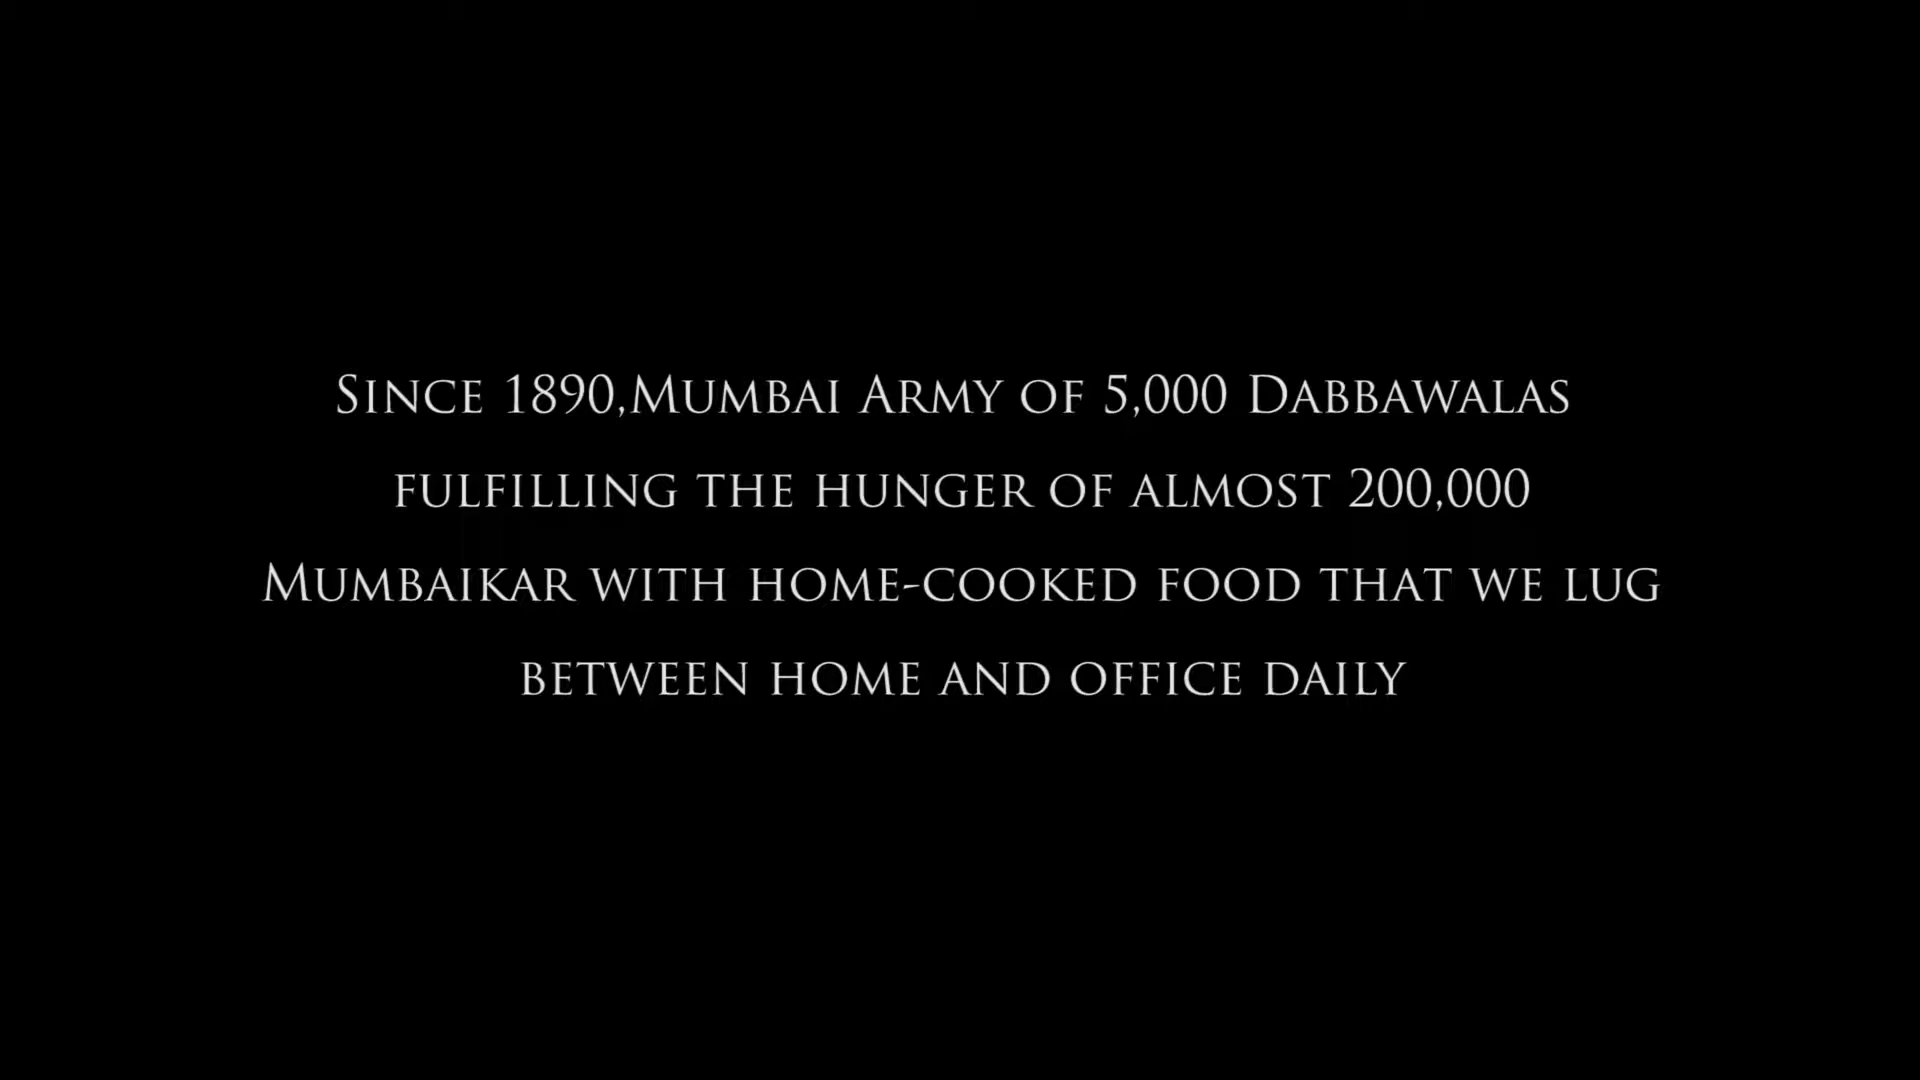 Since 1890,Mumbai Army of 5,000 Dabbawalas
fulfilling the hunger of almost 200,000
Mumbaikar with home-cooked food that we lug
between home and office daily